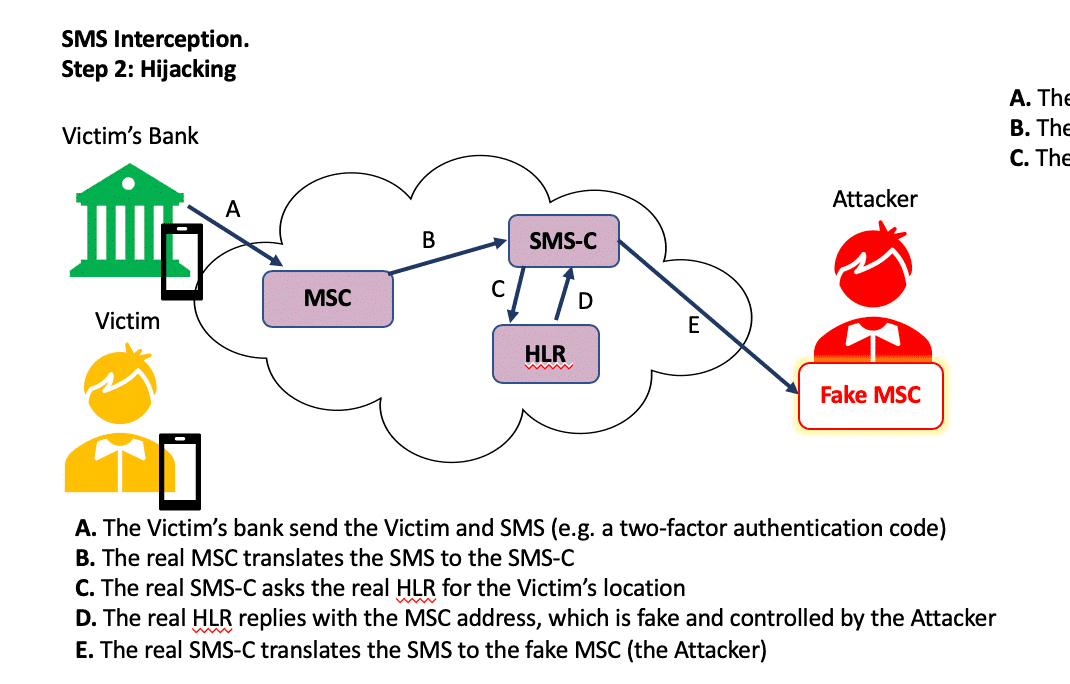 SMS Interception.
Step 2: Hijacking
A. The
B. The
C. The
Victim's Bank
Attacker
A
B
SMS-C
MSC
C
D
E
Victim
HLR
Fake MSC
A. The Victim's bank send the Victim and SMS (e.g. a two-factor authentication code)
B. The real MSC translates the SMS to the SMS-C
C. The real SMS-C asks the real HLR for the Victim's location
D. The real HLR replies with the MSC address, which is fake and controlled by the Attacker
E. The real SMS-C translates the SMS to the fake MSC (the Attacker)